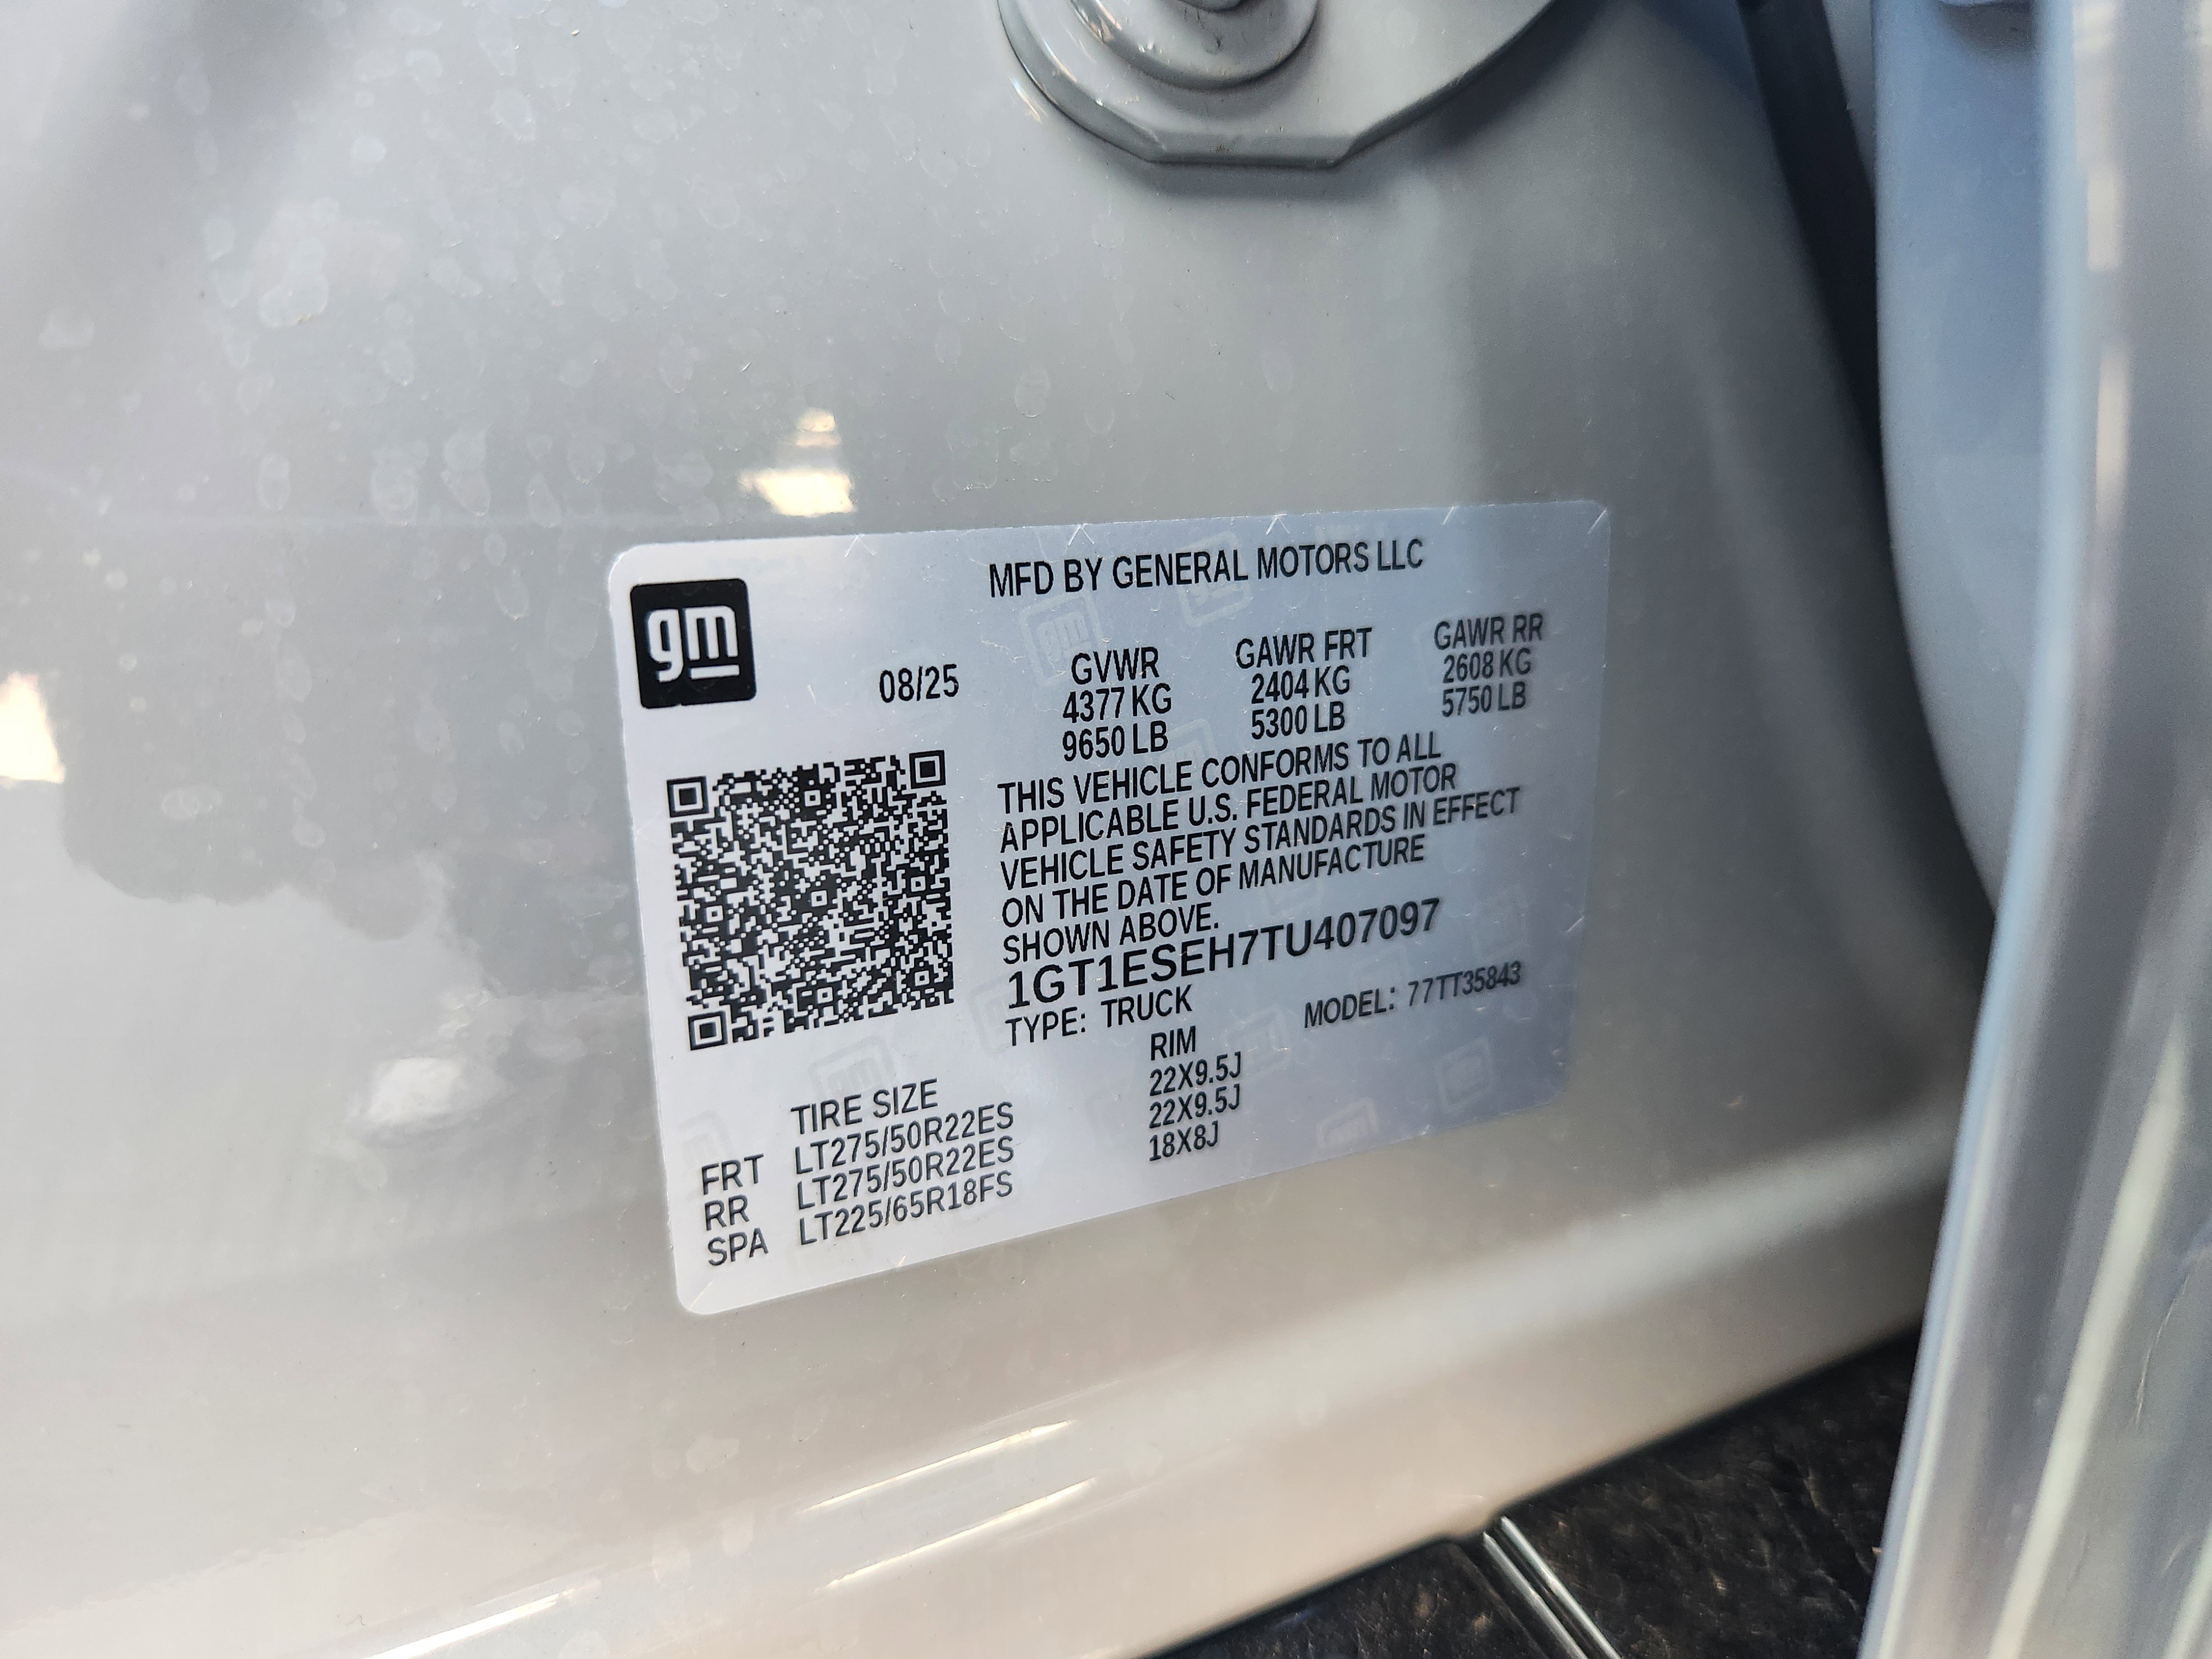 gm
MFD BY GENERAL MOTORS LLC
08/25 GVWR GAWR FRT GAWR RR
4377 KG 2404 KG 2608 KG
9650 LB 5300 LB 5750 LB
THIS VEHICLE CONFORMS TO ALL
APPLICABLE U.S. FEDERAL MOTOR
VEHICLE SAFETY STANDARDS IN EFFECT
ON THE DATE OF MANUFACTURE
SHOWN ABOVE.
1GT1ESEH7TU407097
TYPE: TRUCK MODEL: 77TT35843
TIRE SIZE RIM
FRT LT275/50R22ES 22X9.5J
RR LT275/50R22ES 22X9.5J
SPA LT225/65R18FS 18X8J